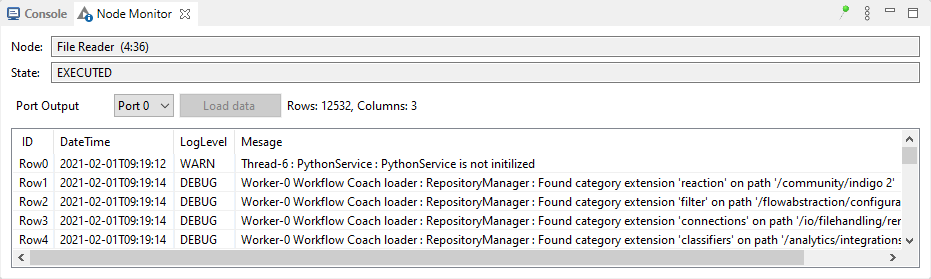 Console Node Monitor
Node: File Reader (4:36)
State: EXECUTED
Port Output Port 0 Load data Rows: 12532, Columns: 3
ID DateTime LogLevel Mesage
Row0 2021-02-01T09:19:12 WARN Thread-6 : PythonService : PythonService is not initilized
Row1 2021-02-01T09:19:14 DEBUG Worker-0 Workflow Coach loader : RepositoryManager : Found category extension 'reaction' on path '/community/indigo 2'
Row2 2021-02-01T09:19:14 DEBUG Worker-0 Workflow Coach loader : RepositoryManager : Found category extension 'filter' on path '/flowabstraction/configura
Row3 2021-02-01T09:19:14 DEBUG Worker-0 Workflow Coach loader : RepositoryManager : Found category extension 'connections' on path '/io/filehandling/rer
Row4 2021-02-01T09:19:14 DEBUG Worker-0 Workflow Coach loader : RepositoryManager : Found category extension 'classifiers' on path '/analytics/integrations